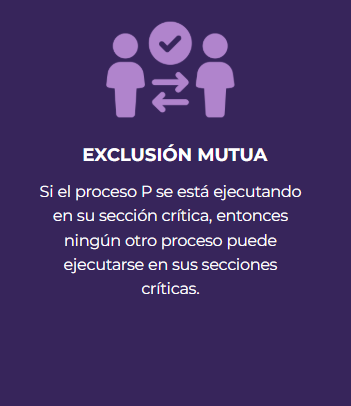 EXCLUSIÓN MUTUA
Si el proceso P se está ejecutando
en su sección crítica, entonces
ningún otro proceso puede
ejecutarse en sus secciones
críticas.